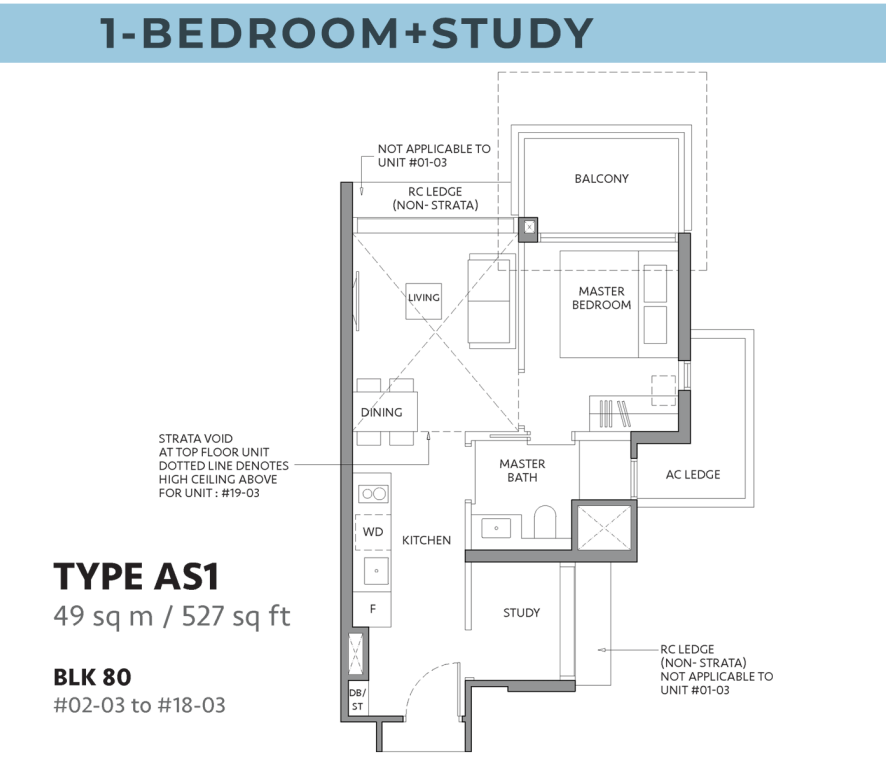 1-BEDROOM+STUDY
NOT APPLICABLE TO
UNIT #01-03
RC LEDGE
(NON- STRATA)
BALCONY
LIVING
MASTER
BEDROOM
DINING
STRATA VOID
AT TOP FLOOR UNIT
DOTTED LINE DENOTES
HIGH CEILING ABOVE
FOR UNIT : #19-03
MASTER
BATH
AC LEDGE
WD
KITCHEN
F
STUDY
TYPE AS1
49 sq m / 527 sq ft
BLK 80
#02-03 to #18-03
RC LEDGE
(NON- STRATA)
NOT APPLICABLE TO
UNIT #01-03
DB/
ST